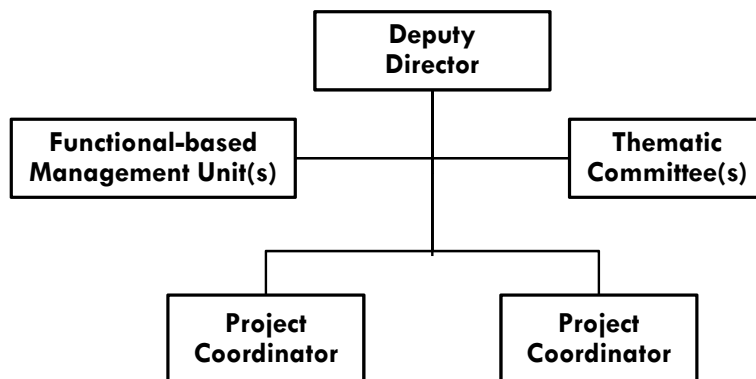 Deputy
Director
Functional-based
Management Unit(s)
Thematic
Committee(s)
Project
Coordinator
Project
Coordinator